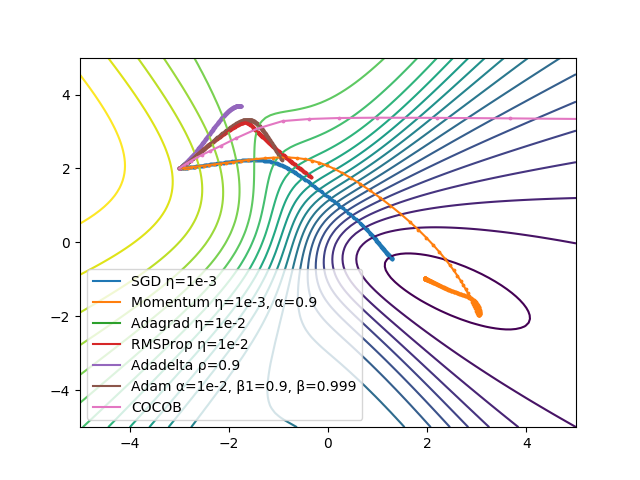 4
2
0
−2
−4
SGD η=1e-3
Momentum η=1e-3, α=0.9
Adagrad η=1e-2
RMSProp η=1e-2
Adadelta ρ=0.9
Adam α=1e-2, β1=0.9, β=0.999
COCOB
−4 −2 0 2 4